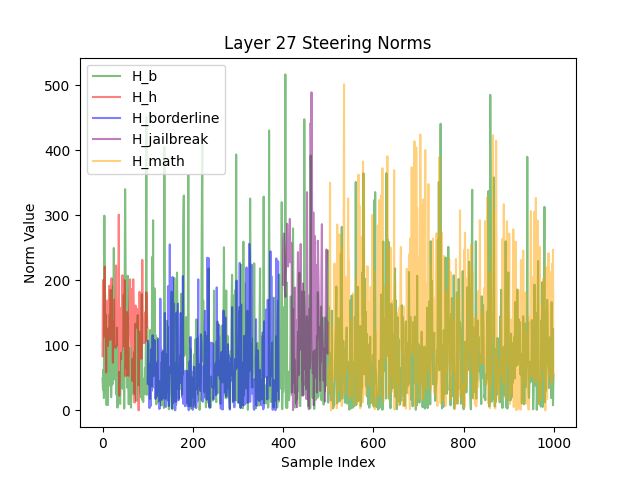 Layer 27 Steering Norms
H_b
H_h
H_borderline
H_jailbreak
H_math
500
400
300
200
100
0
Norm Value
0
200
400
600
800
1000
Sample Index